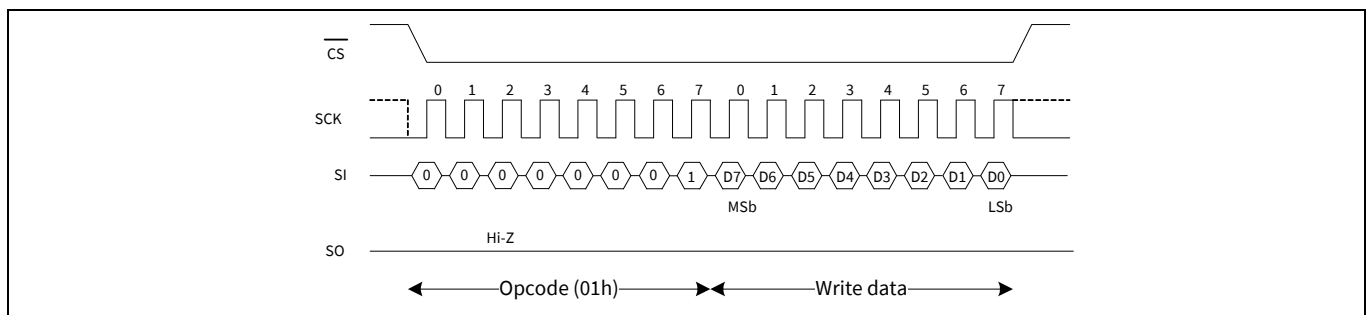 CS
0 1 2 3 4 5 6 7 0 1 2 3 4 5 6 7
SCK
SI 0 0 0 0 0 0 0 1 D7 D6 D5 D4 D3 D2 D1 D0
MSb LSb
Hi-Z
SO
Opcode (01h) Write data